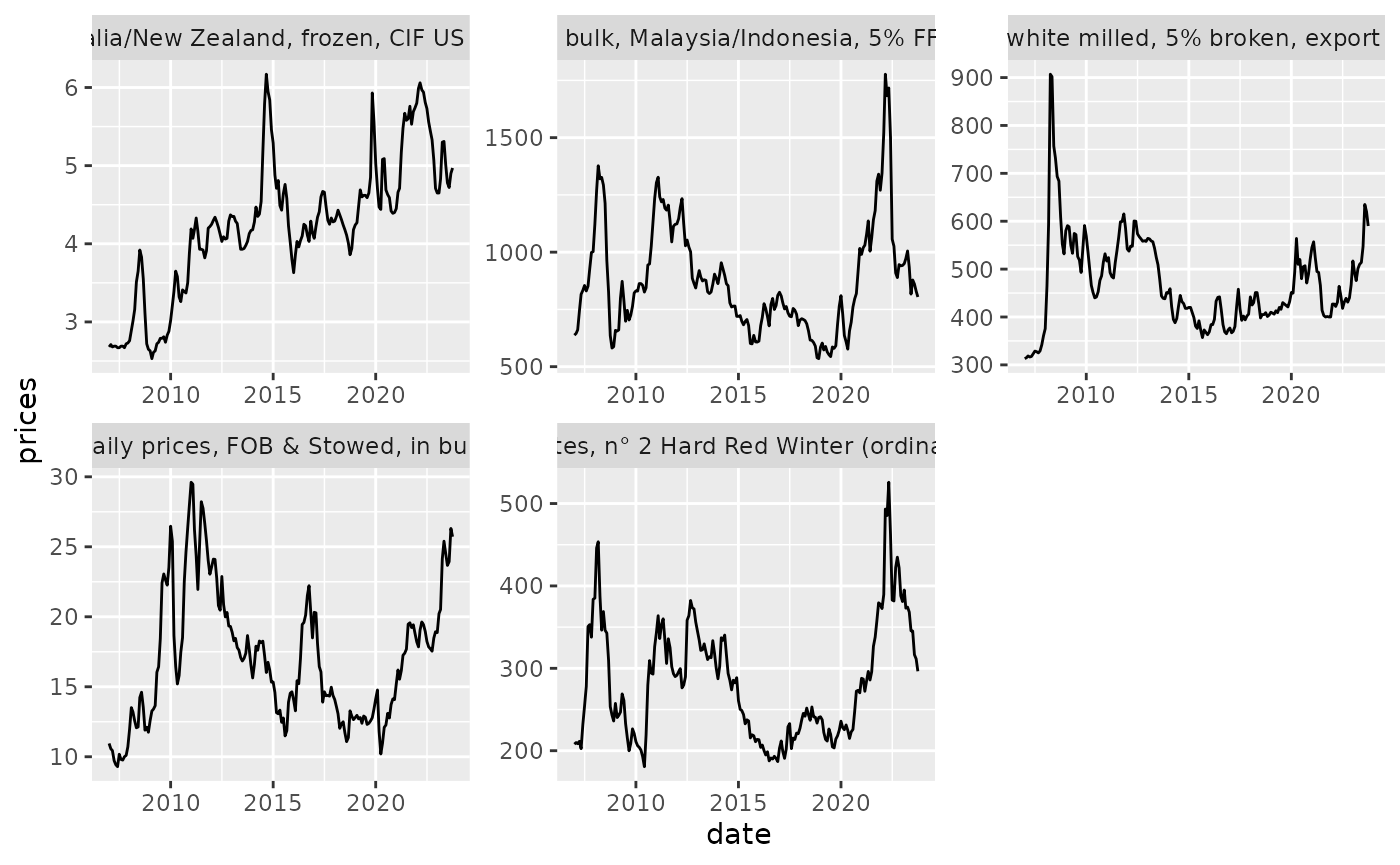 alia/New Zealand, frozen, CIF US
bulk, Malaysia/Indonesia, 5% FF
white milled, 5% broken, export
6
5
4
3
2010 2015 2020
1500
1000
500
2010 2015 2020
900
800
700
600
500
400
300
2010 2015 2020
prices
aily prices, FOB & Stowed, in bu
tes, n° 2 Hard Red Winter (ordina
30
25
20
15
10
2010 2015 2020
500
400
300
200
2010 2015 2020
date